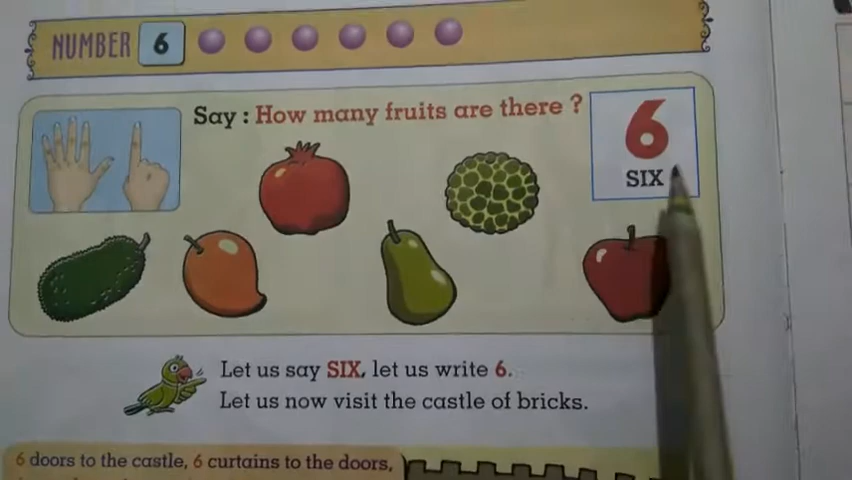 NUMBER 6
Say : How many fruits are there ?
6
SIX
Let us say SIX, let us write 6.
Let us now visit the castle of bricks.
6 doors to the castle, 6 curtains to the doors,